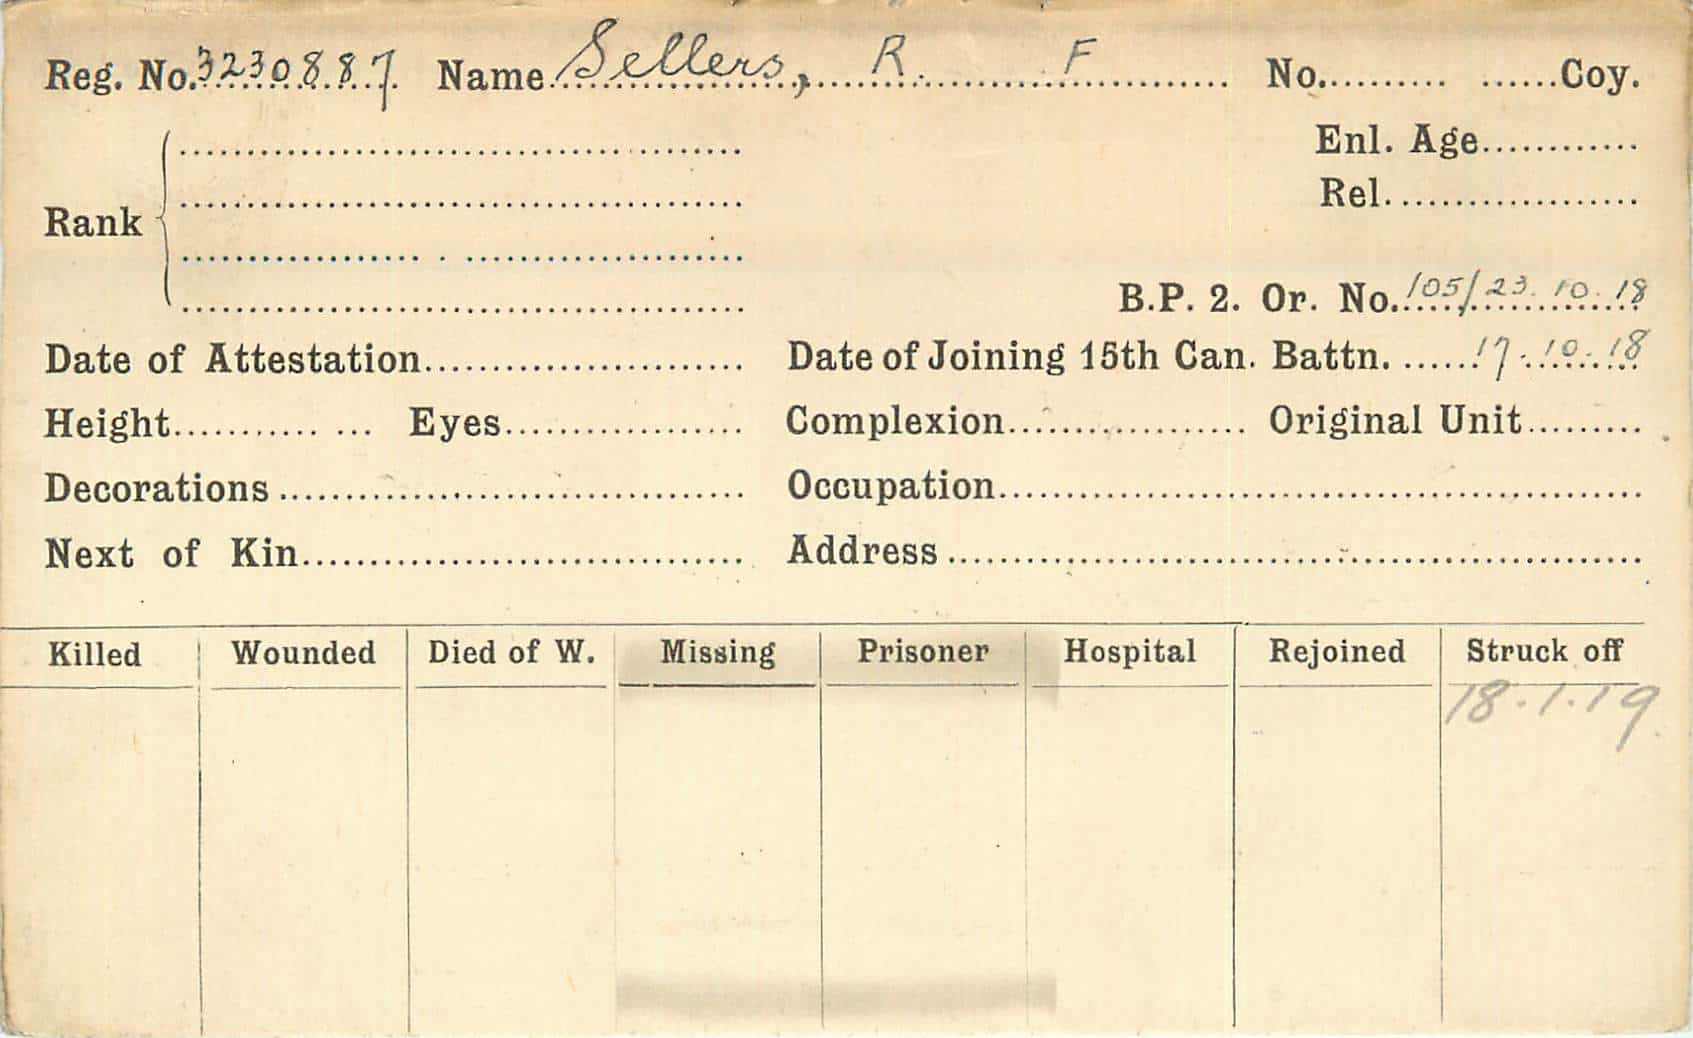 Reg. No. 3230887. Name Sellers, R. F No. Coy.
Enl. Age
Rel.
Rank
B.P. 2. Or. No. 105/23.10.18
Date of Attestation Date of Joining 15th Can. Battn. 17.10.18
Height Eyes Complexion Original Unit
Decorations Occupation
Next of Kin Address
Killed Wounded Died of W. Missing Prisoner Hospital Rejoined Struck off
18.1.19.